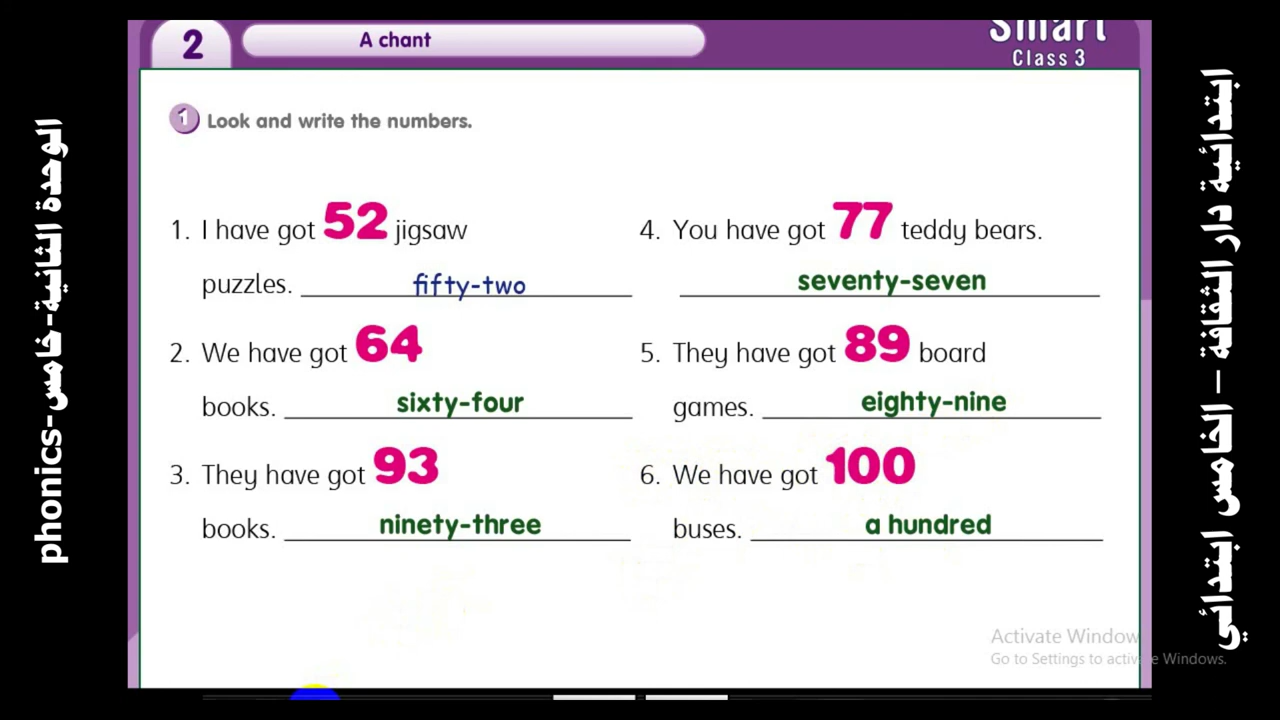 2
A chant
Smart
Class 3
1 Look and write the numbers.
1. I have got 52 jigsaw
puzzles. fifty-two
2. We have got 64
books. sixty-four
3. They have got 93
books. ninety-three
4. You have got 77 teddy bears.
seventy-seven
5. They have got 89 board
games. eighty-nine
6. We have got 100
buses. a hundred
الوحدة الثانية-خامس-phonics
ابتدائية دار الثقافة – الخامس ابتدائي
Activate Window
Go to Settings to activate Windows.